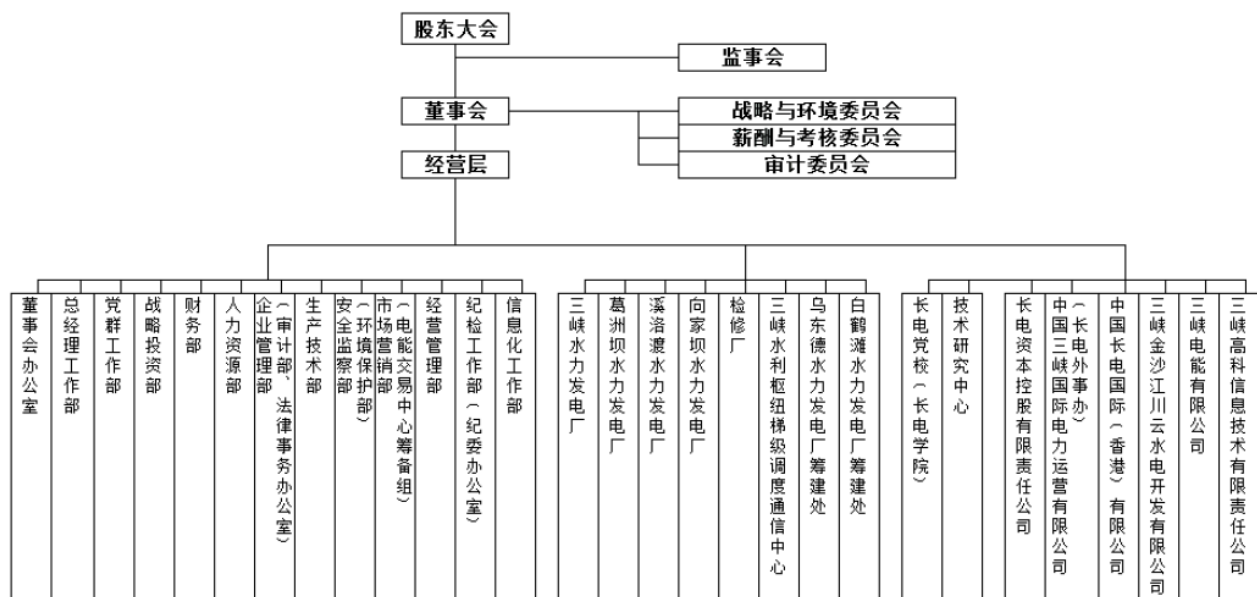 股东大会
监事会
董事会
战略与环境委员会
薪酬与考核委员会
经营层
审计委员会
董事会办公室
总经理工作部
党群工作部
战略投资部
财务部
人力资源部
企业管理部
（审计部、法律事务办公室）
生产技术部
安全监察部
（环境保护部）
市场营销部
（电能交易中心筹备组）
经营管理部
纪检工作部（纪委办公室）
信息化工作部
三峡水力发电厂
葛洲坝水力发电厂
溪洛渡水力发电厂
向家坝水力发电厂
检修厂
三峡水利枢纽梯级调度通信中心
乌东德水力发电厂筹建处
白鹤滩水力发电厂筹建处
长电党校（长电学院）
技术研究中心
长电资本控股有限责任公司
中国三峡国际电力运营有限公司
（长电外事办）
中国长电国际（香港）有限公司
三峡金沙江川云水电开发有限公司
三峡电能有限公司
三峡高科信息技术有限责任公司